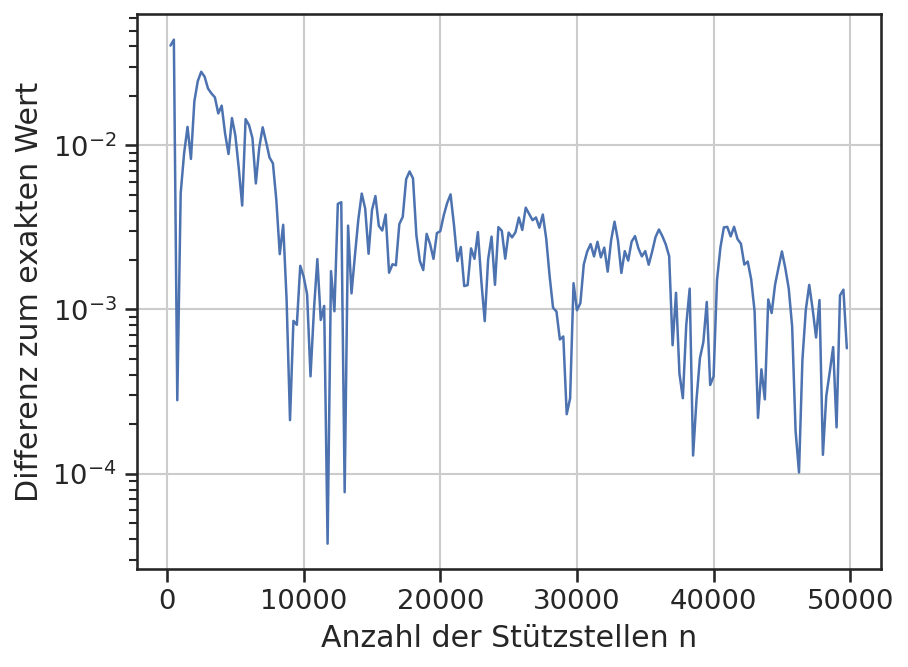 Differenz zum exakten Wert
10⁻²
10⁻³
10⁻⁴
0 10000 20000 30000 40000 50000
Anzahl der Stützstellen n